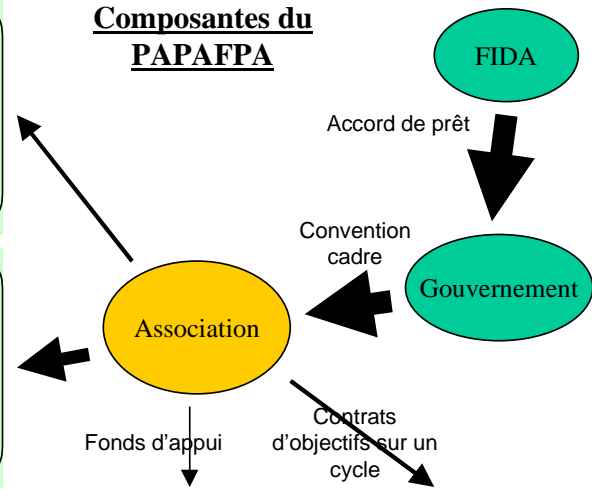 Composantes du
PAPAFPA
FIDA
Accord de prêt
Convention
cadre
Gouvernement
Association
Fonds d'appui
Contrats
d'objectifs sur un
cycle